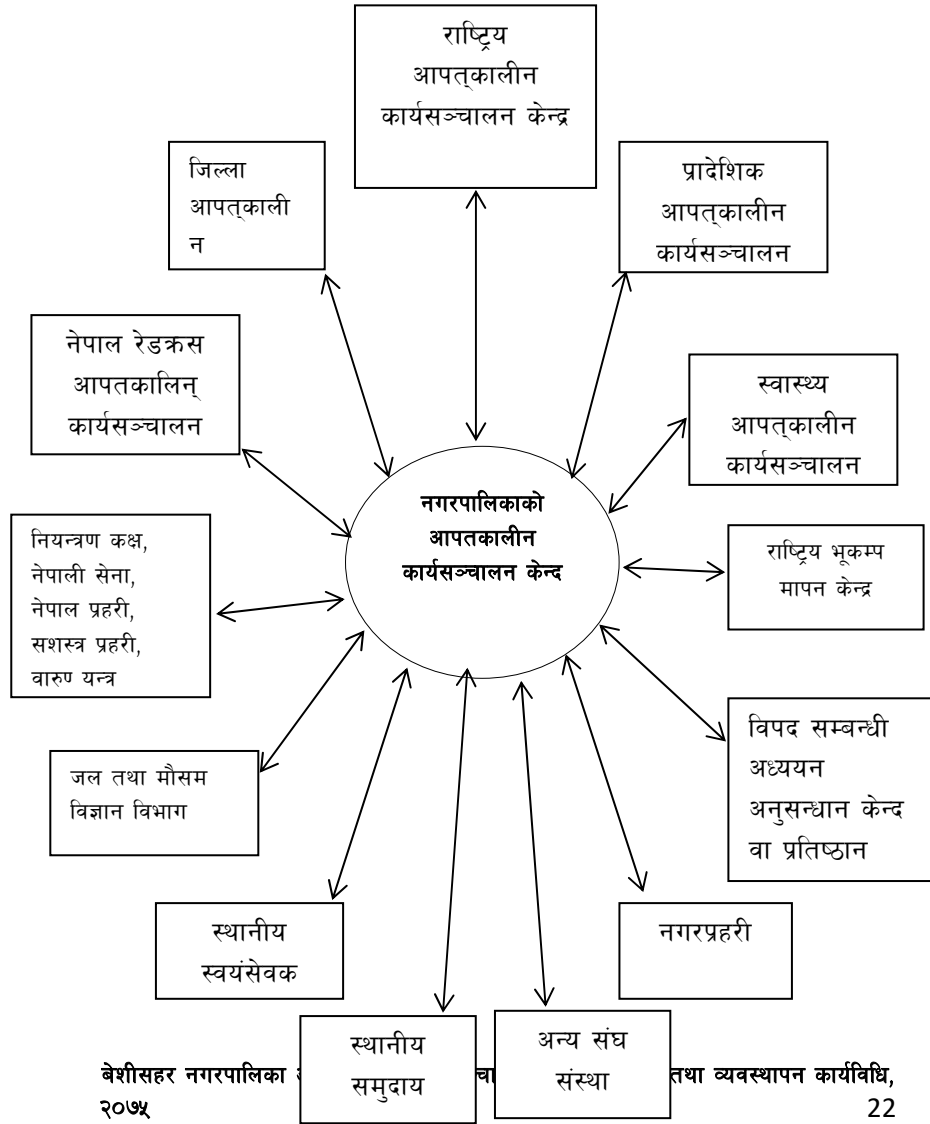 राष्ट्रिय
आपत्‌कालीन
कार्यसञ्चालन केन्द्र
जिल्ला
आपत्‌काली
न
प्रादेशिक
आपत्‌कालीन
कार्यसञ्चालन
नेपाल रेडक्रस
आपतकालिन्
कार्यसञ्चालन
स्वास्थ्य
आपत्‌कालीन
कार्यसञ्चालन
नगरपालिकाको
आपतकालीन
कार्यसञ्चालन केन्द
नियन्त्रण कक्ष,
नेपाली सेना,
नेपाल प्रहरी,
सशस्त्र प्रहरी,
वारुण यन्त्र
राष्ट्रिय भूकम्प
मापन केन्द्र
जल तथा मौसम
विज्ञान विभाग
विपद सम्बन्धी
अध्ययन
अनुसन्धान केन्द
वा प्रतिष्ठान
स्थानीय
स्वयंसेवक
नगरप्रहरी
स्थानीय
समुदाय
अन्य संघ
संस्था
बेशीसहर नगरपालिका तथा व्यवस्थापन कार्यविधि,
२०७५ 22